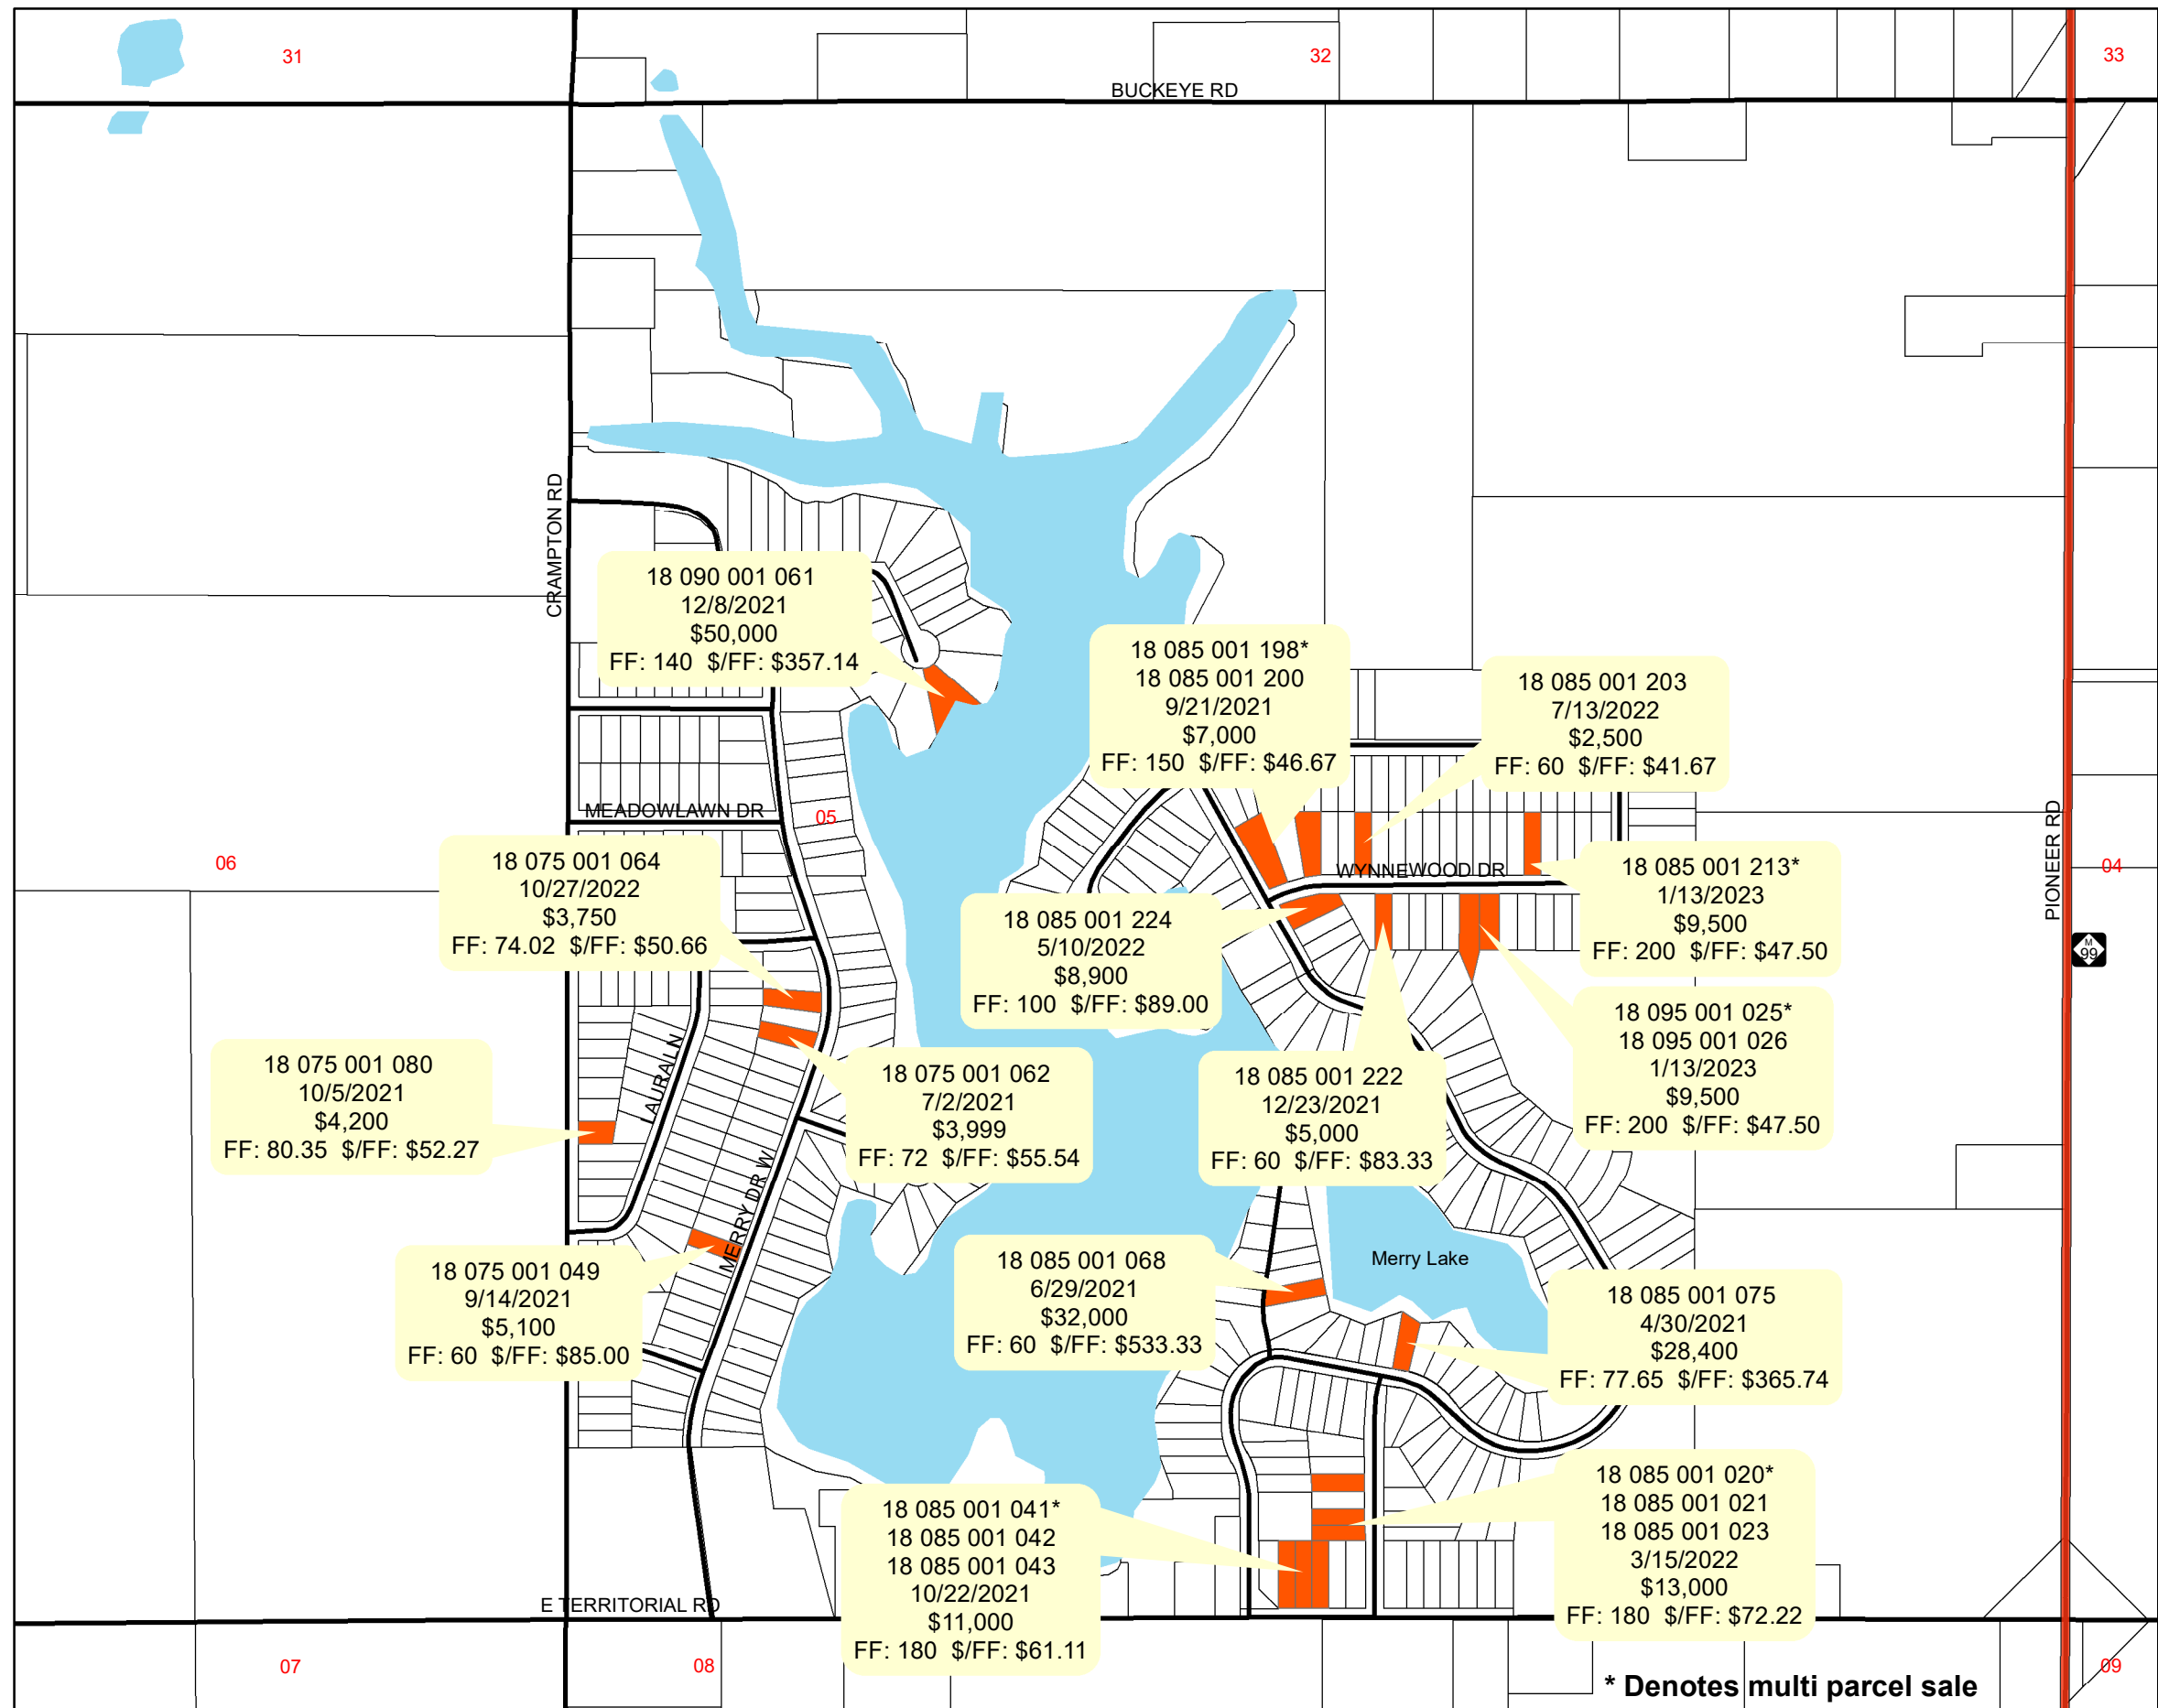 31
32
33
BUCKEYE RD
CRAMPTON RD
18 090 001 061
12/8/2021
$50,000
FF: 140 $/FF: $357.14
18 085 001 198*
18 085 001 200
9/21/2021
$7,000
FF: 150 $/FF: $46.67
18 085 001 203
7/13/2022
$2,500
FF: 60 $/FF: $41.67
MEADOWLAWN DR
05
06
04
PIONEER RD
WYNNEWOOD DR
18 075 001 064
10/27/2022
$3,750
FF: 74.02 $/FF: $50.66
18 085 001 213*
1/13/2023
$9,500
FF: 200 $/FF: $47.50
18 085 001 224
5/10/2022
$8,900
FF: 100 $/FF: $89.00
M
99
18 095 001 025*
18 095 001 026
1/13/2023
$9,500
FF: 200 $/FF: $47.50
LAURAL N
18 075 001 080
10/5/2021
$4,200
FF: 80.35 $/FF: $52.27
18 075 001 062
7/2/2021
$3,999
FF: 72 $/FF: $55.54
18 085 001 222
12/23/2021
$5,000
FF: 60 $/FF: $83.33
MERRY DR W
18 075 001 049
9/14/2021
$5,100
FF: 60 $/FF: $85.00
18 085 001 068
6/29/2021
$32,000
FF: 60 $/FF: $533.33
Merry Lake
18 085 001 075
4/30/2021
$28,400
FF: 77.65 $/FF: $365.74
18 085 001 041*
18 085 001 042
18 085 001 043
10/22/2021
$11,000
FF: 180 $/FF: $61.11
18 085 001 020*
18 085 001 021
18 085 001 023
3/15/2022
$13,000
FF: 180 $/FF: $72.22
E TERRITORIAL RD
07
08
09
* Denotes multi parcel sale